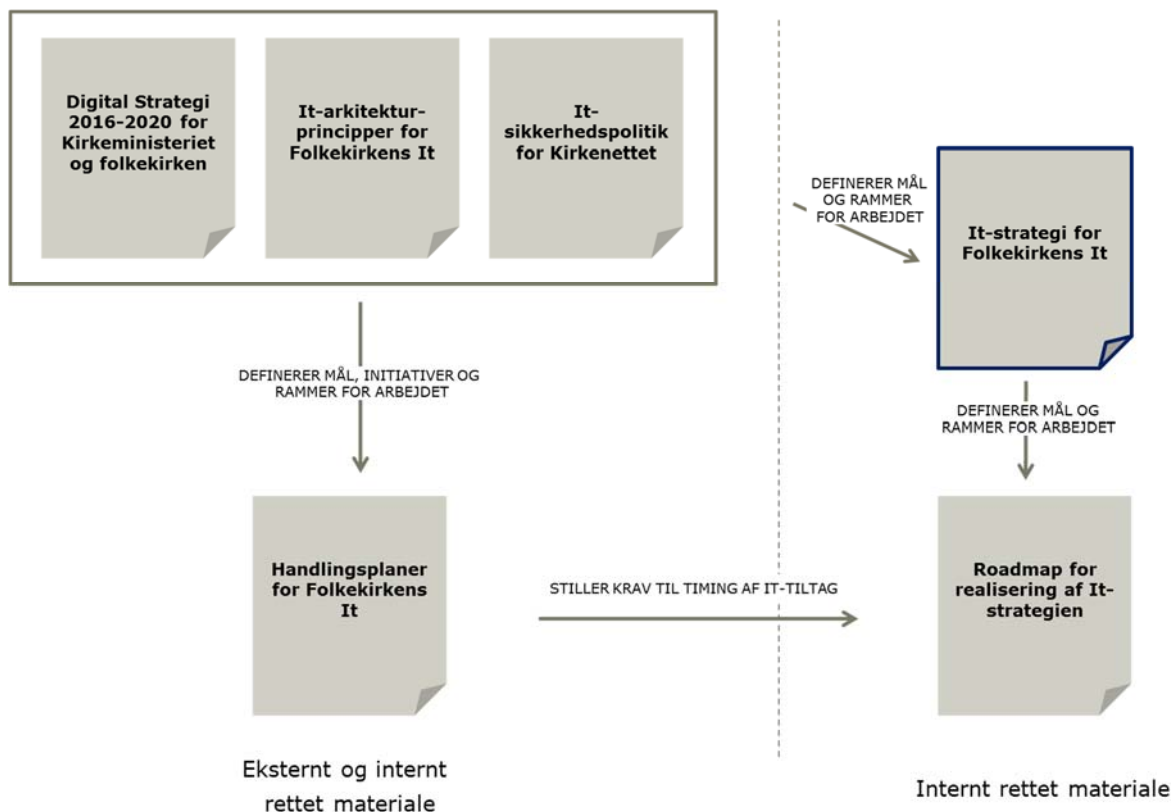 Digital Strategi
2016-2020 for
Kirkeministeriet
og folkekirken
It-arkitektur-
principper for
Folkekirkens It
It-
sikkerhedspolitik
for Kirkenettet
DEFINERER MÅL
OG RAMMER
FOR ARBEJDET
It-strategi for
Folkekirkens It
DEFINERER MÅL, INITIATIVER OG
RAMMER FOR ARBEJDET
DEFINERER MÅL OG
RAMMER FOR ARBEJDET
Handlingsplaner
for Folkekirkens
It
STILLER KRAV TIL TIMING AF IT-TILTAG
Roadmap for
realisering af It-
strategien
Eksternt og internt
rettet materiale
Internt rettet materiale